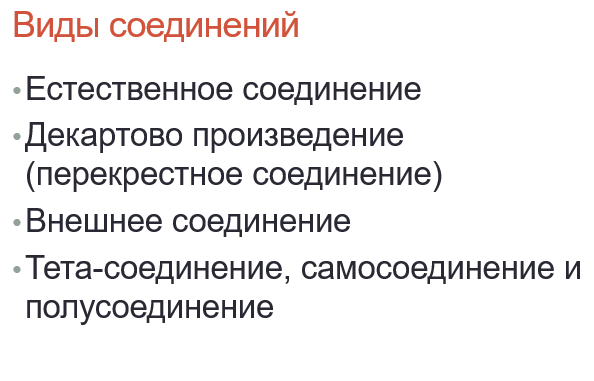 Виды соединений
• Естественное соединение
• Декартово произведение
(перекрестное соединение)
• Внешнее соединение
• Тета-соединение, самосоединение и
полусоединение